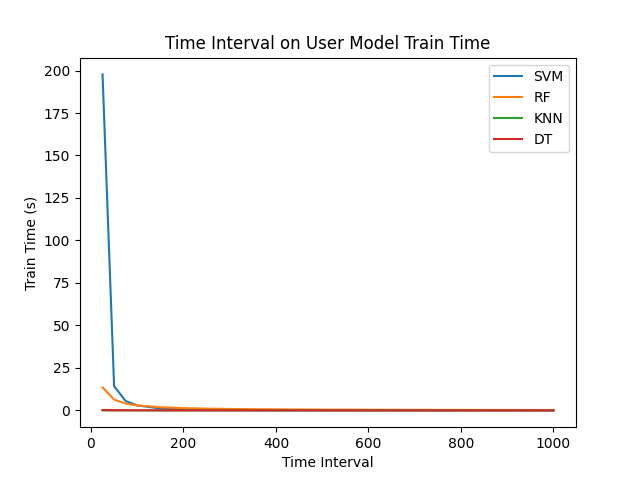 Time Interval on User Model Train Time
SVM
RF
KNN
DT
Train Time (s)
200
175
150
125
100
75
50
25
0
0 200 400 600 800 1000
Time Interval